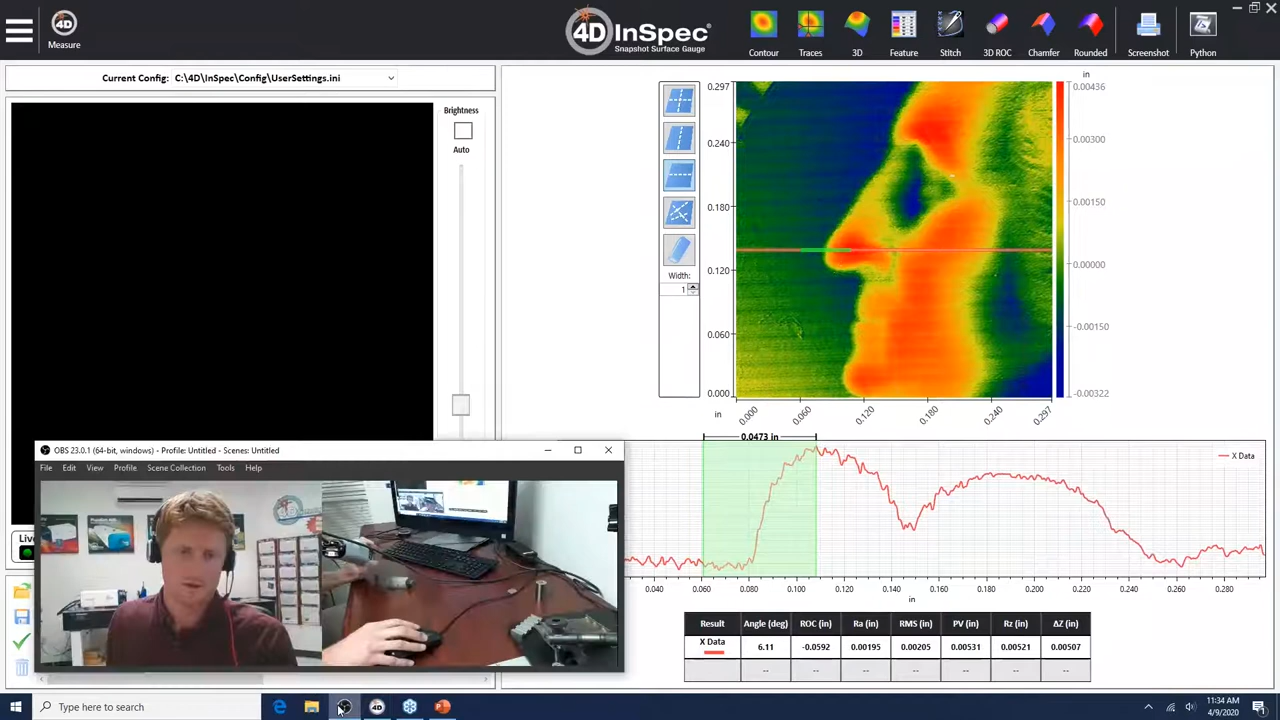 4D
Measure
4D InSpec®
Snapshot Surface Gauge
Contour Traces 3D Feature Stitch 3D ROC Chamfer Rounded Screenshot Python
Current Config: C:\4D\InSpec\Config\UserSettings.ini
Brightness
Auto
Width:
1
0.297
0.240
0.180
0.120
0.060
0.000
in
0.000 0.060 0.120 0.180 0.240 0.297
in
0.00436
0.00300
0.00150
0.00000
-0.00150
-0.00322
OBS 23.0.1 (64-bit, windows) - Profile: Untitled - Scenes: Untitled
File Edit View Profile Scene Collection Tools Help
Live
0.0473 in
X Data
0.040 0.060 0.080 0.100 0.120 0.140 0.160 0.180 0.200 0.220 0.240 0.260 0.280
in
Result Angle (deg) ROC (in) Ra (in) RMS (in) PV (in) Rz (in) ΔZ (in)
X Data 6.11 -0.0592 0.00195 0.00205 0.00531 0.00521 0.00507
-- -- -- -- -- -- --
Type here to search
4D
11:34 AM
4/9/2020
1